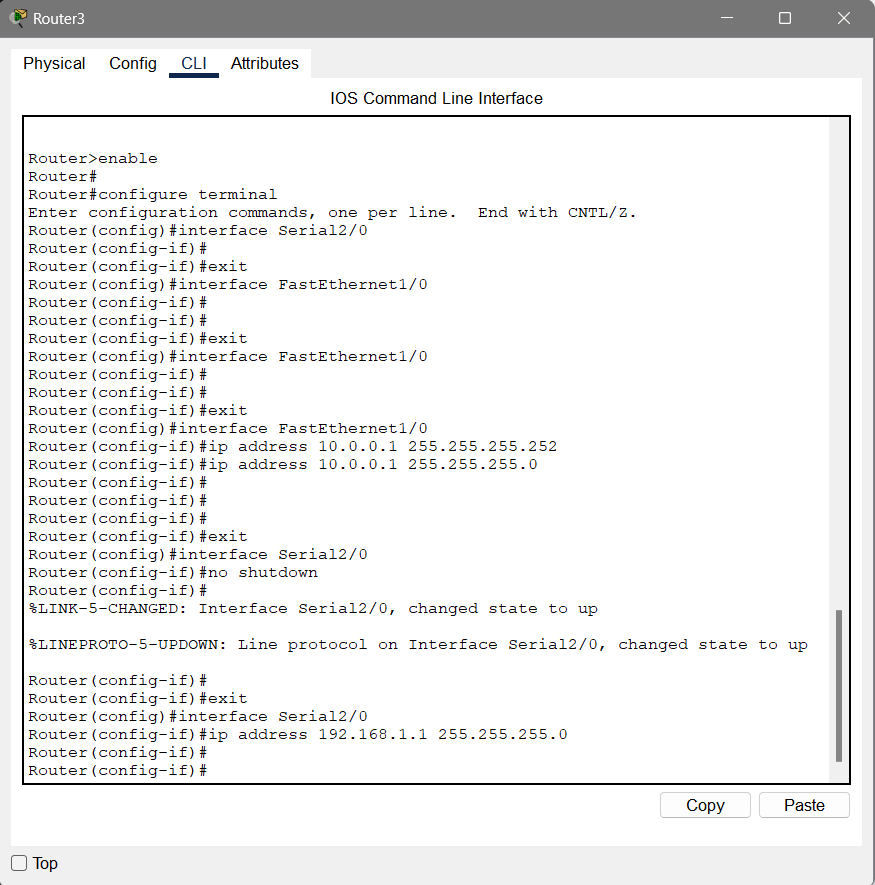 Router3
Physical Config CLI Attributes
IOS Command Line Interface
Router>enable
Router#
Router#configure terminal
Enter configuration commands, one per line.  End with CNTL/Z.
Router(config)#interface Serial2/0
Router(config-if)#
Router(config-if)#exit
Router(config)#interface FastEthernet1/0
Router(config-if)#
Router(config-if)#
Router(config-if)#exit
Router(config)#interface FastEthernet1/0
Router(config-if)#
Router(config-if)#
Router(config-if)#exit
Router(config)#interface FastEthernet1/0
Router(config-if)#ip address 10.0.0.1 255.255.255.252
Router(config-if)#ip address 10.0.0.1 255.255.255.0
Router(config-if)#
Router(config-if)#
Router(config-if)#
Router(config-if)#exit
Router(config)#interface Serial2/0
Router(config-if)#no shutdown
Router(config-if)#
%LINK-5-CHANGED: Interface Serial2/0, changed state to up
%LINEPROTO-5-UPDOWN: Line protocol on Interface Serial2/0, changed state to up
Router(config-if)#
Router(config-if)#exit
Router(config)#interface Serial2/0
Router(config-if)#ip address 192.168.1.1 255.255.255.0
Router(config-if)#
Router(config-if)#
Copy Paste
Top